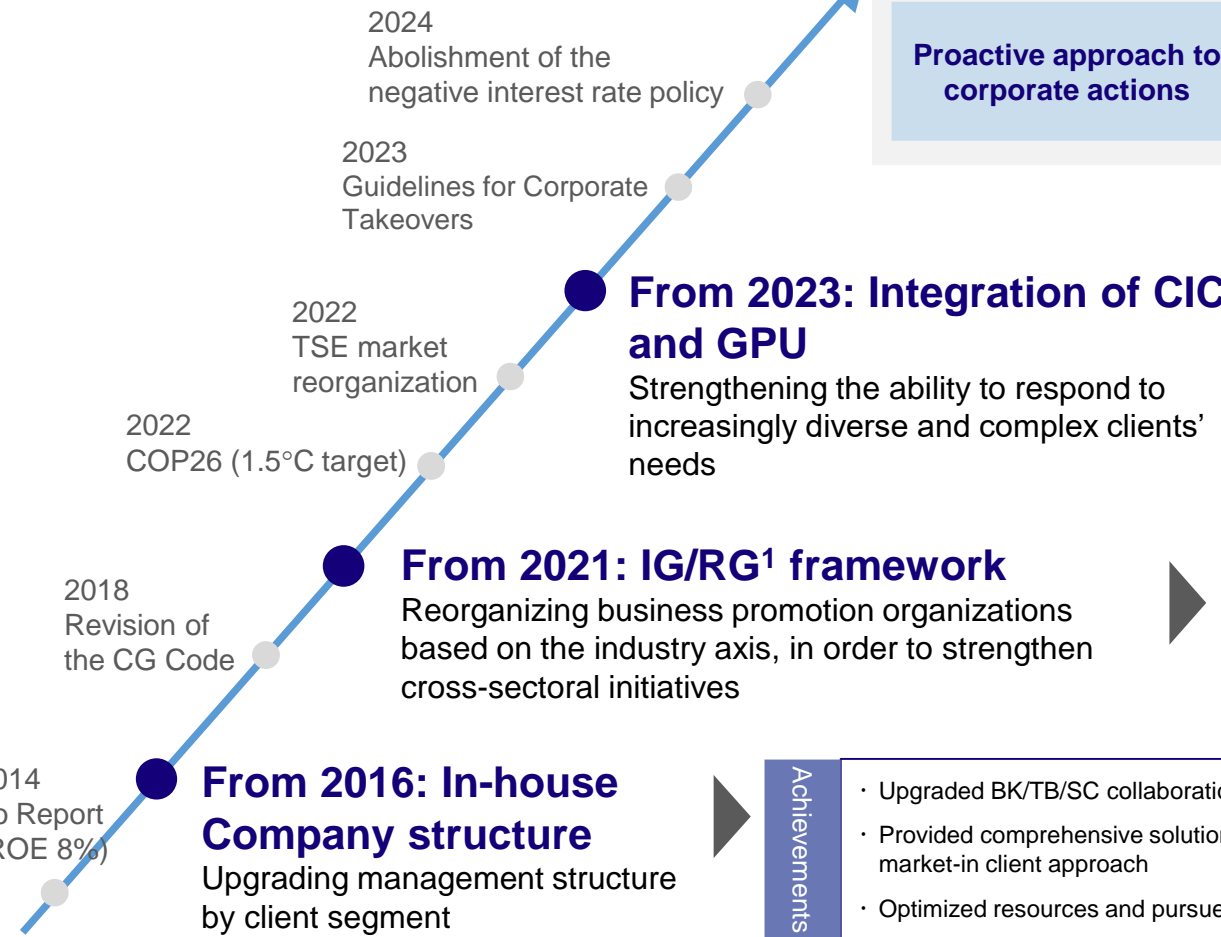 2024
Abolishment of the
negative interest rate policy
Proactive approach to
corporate actions
2023
Guidelines for Corporate
Takeovers
From 2023: Integration of CIC
and GPU
Strengthening the ability to respond to
increasingly diverse and complex clients’
needs
2022
TSE market
reorganization
2022
COP26 (1.5°C target)
From 2021: IG/RG¹ framework
Reorganizing business promotion organizations
based on the industry axis, in order to strengthen
cross-sectoral initiatives
2018
Revision of
the CG Code
014
Report
ROE 8%)
From 2016: In-house
Company structure
Upgrading management structure
by client segment
Achievements
・Upgraded BK/TB/SC
・Provided comprehensive
market-in client approach
・Optimized resources and